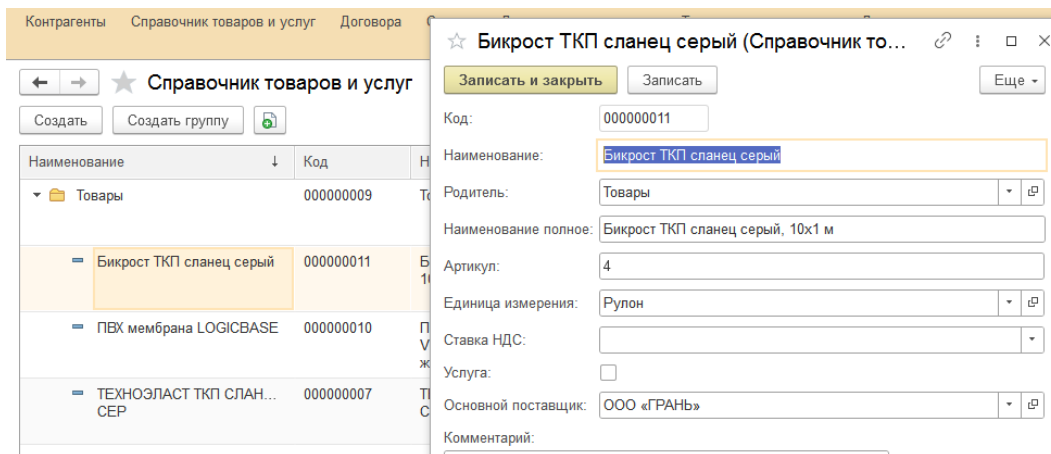 Контрагенты Справочник товаров и услуг Договора
☆ Бикрост ТКП сланец серый (Справочник то...
← → ★ Справочник товаров и услуг
Записать и закрыть Записать Еще
Создать Создать группу
Код: 000000011
Наименование ↓ Код
Наименование: Бикрост ТКП сланец серый
Товары 000000009
Родитель: Товары
Наименование полное: Бикрост ТКП сланец серый, 10х1 м
Бикрост ТКП сланец серый 000000011
Артикул: 4
Единица измерения: Рулон
ПВХ мембрана LOGICBASE 000000010
Ставка НДС:
Услуга:
ТЕХНОЭЛАСТ ТКП СЛАН... 000000007
СЕР
Основной поставщик: ООО «ГРАНЬ»
Комментарий: